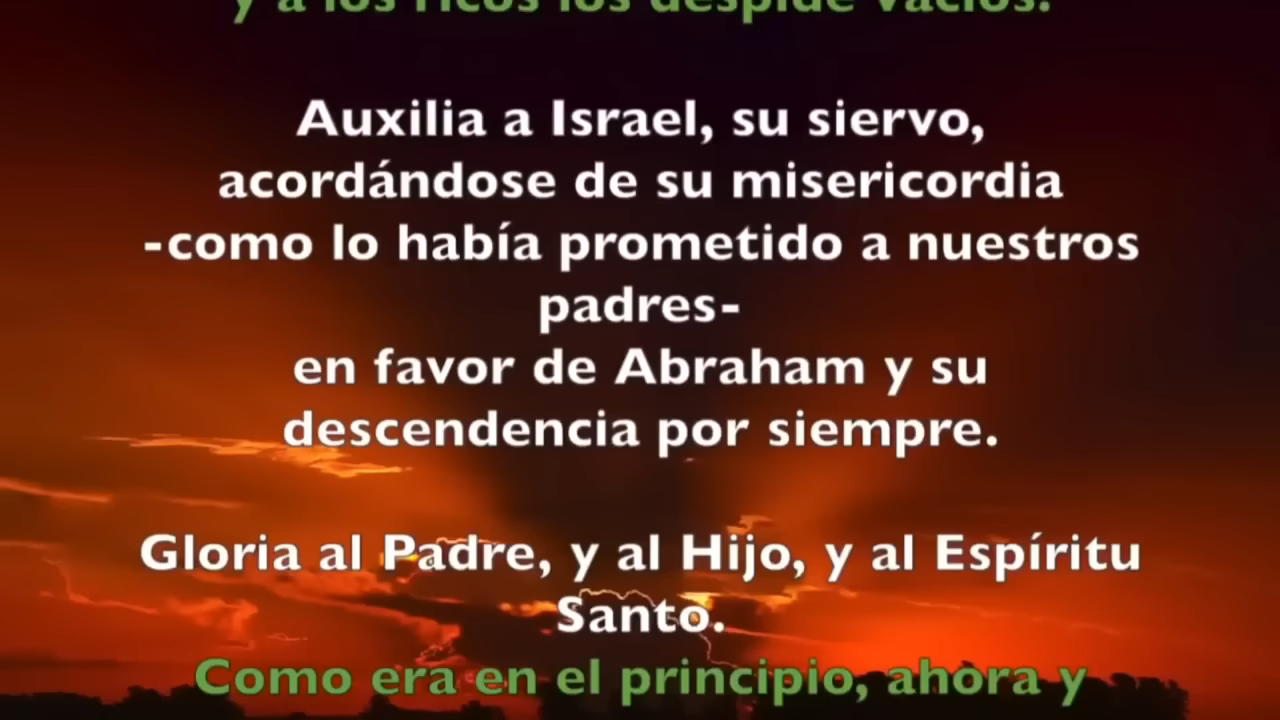 y a los ricos los despide vacíos.
Auxilia a Israel, su siervo,
acordándose de su misericordia
-como lo había prometido a nuestros
padres-
en favor de Abraham y su
descendencia por siempre.
Gloria al Padre, y al Hijo, y al Espíritu
Santo.
Como era en el principio, ahora y